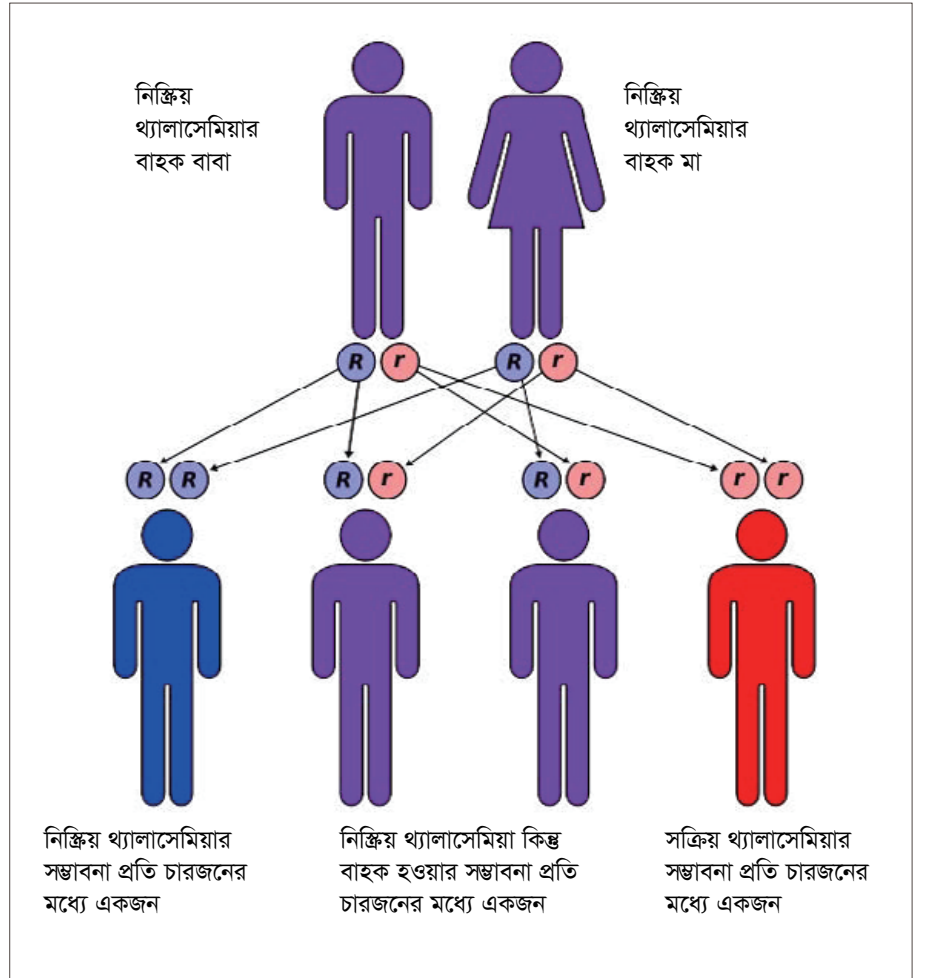 নিষ্ক্রিয়
থ্যালাসেমিয়ার
বাহক বাবা
নিষ্ক্রিয়
থ্যালাসেমিয়ার
বাহক মা
R r R r
R R R r R r r r
নিষ্ক্রিয় থ্যালাসেমিয়ার
সম্ভাবনা প্রতি চারজনের
মধ্যে একজন
নিষ্ক্রিয় থ্যালাসেমিয়া কিন্তু
বাহক হওয়ার সম্ভাবনা প্রতি
চারজনের মধ্যে একজন
সক্রিয় থ্যালাসেমিয়ার
সম্ভাবনা প্রতি চারজনের
মধ্যে একজন